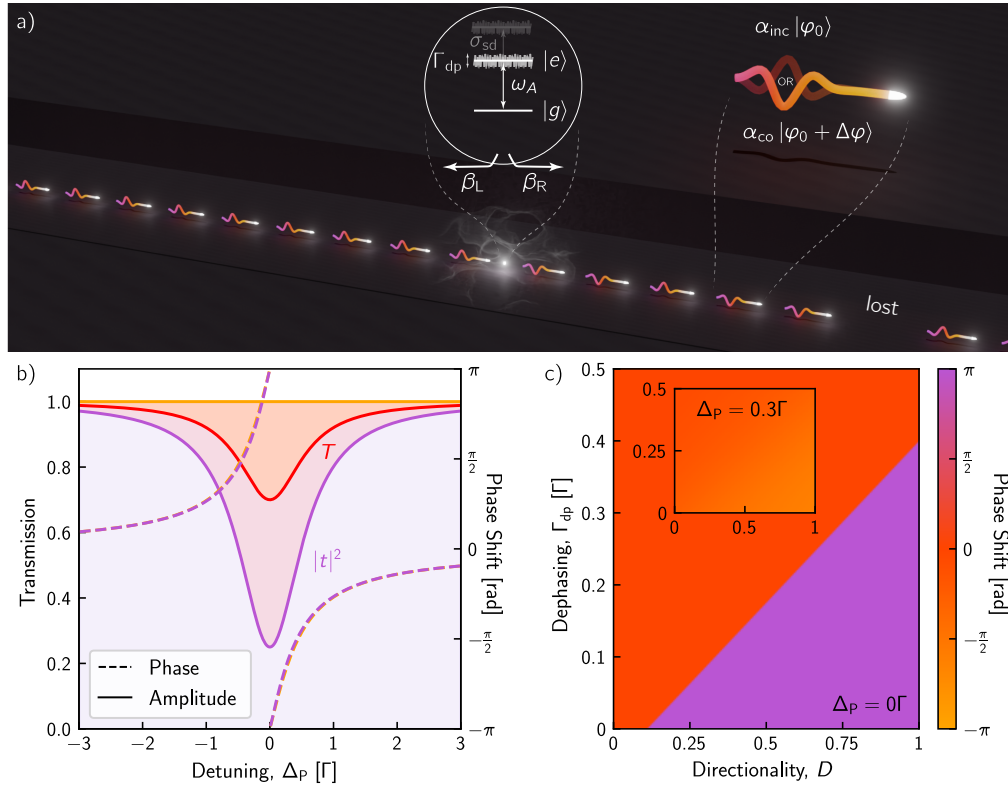 a)
σsd
Γdp
|e⟩
ωA
|g⟩
βL
βR
αinc |φ0⟩
OR
αco |φ0 + Δφ⟩
lost
b)
Transmission
1.0
0.8
0.6
0.4
0.2
0.0
T
|t|²
Phase
Amplitude
−3
−2
−1
0
1
2
3
Detuning, ΔP [Γ]
π
π/2
0
−π/2
−π
Phase Shift [rad]
c)
Dephasing, Γdp [Γ]
0.5
0.4
0.3
0.2
0.1
0
0.5
0.25
0
ΔP = 0.3Γ
0
0.5
1
ΔP = 0Γ
0
0.25
0.50
0.75
1
Directionality, D
π
π/2
0
−π/2
−π
Phase Shift [rad]